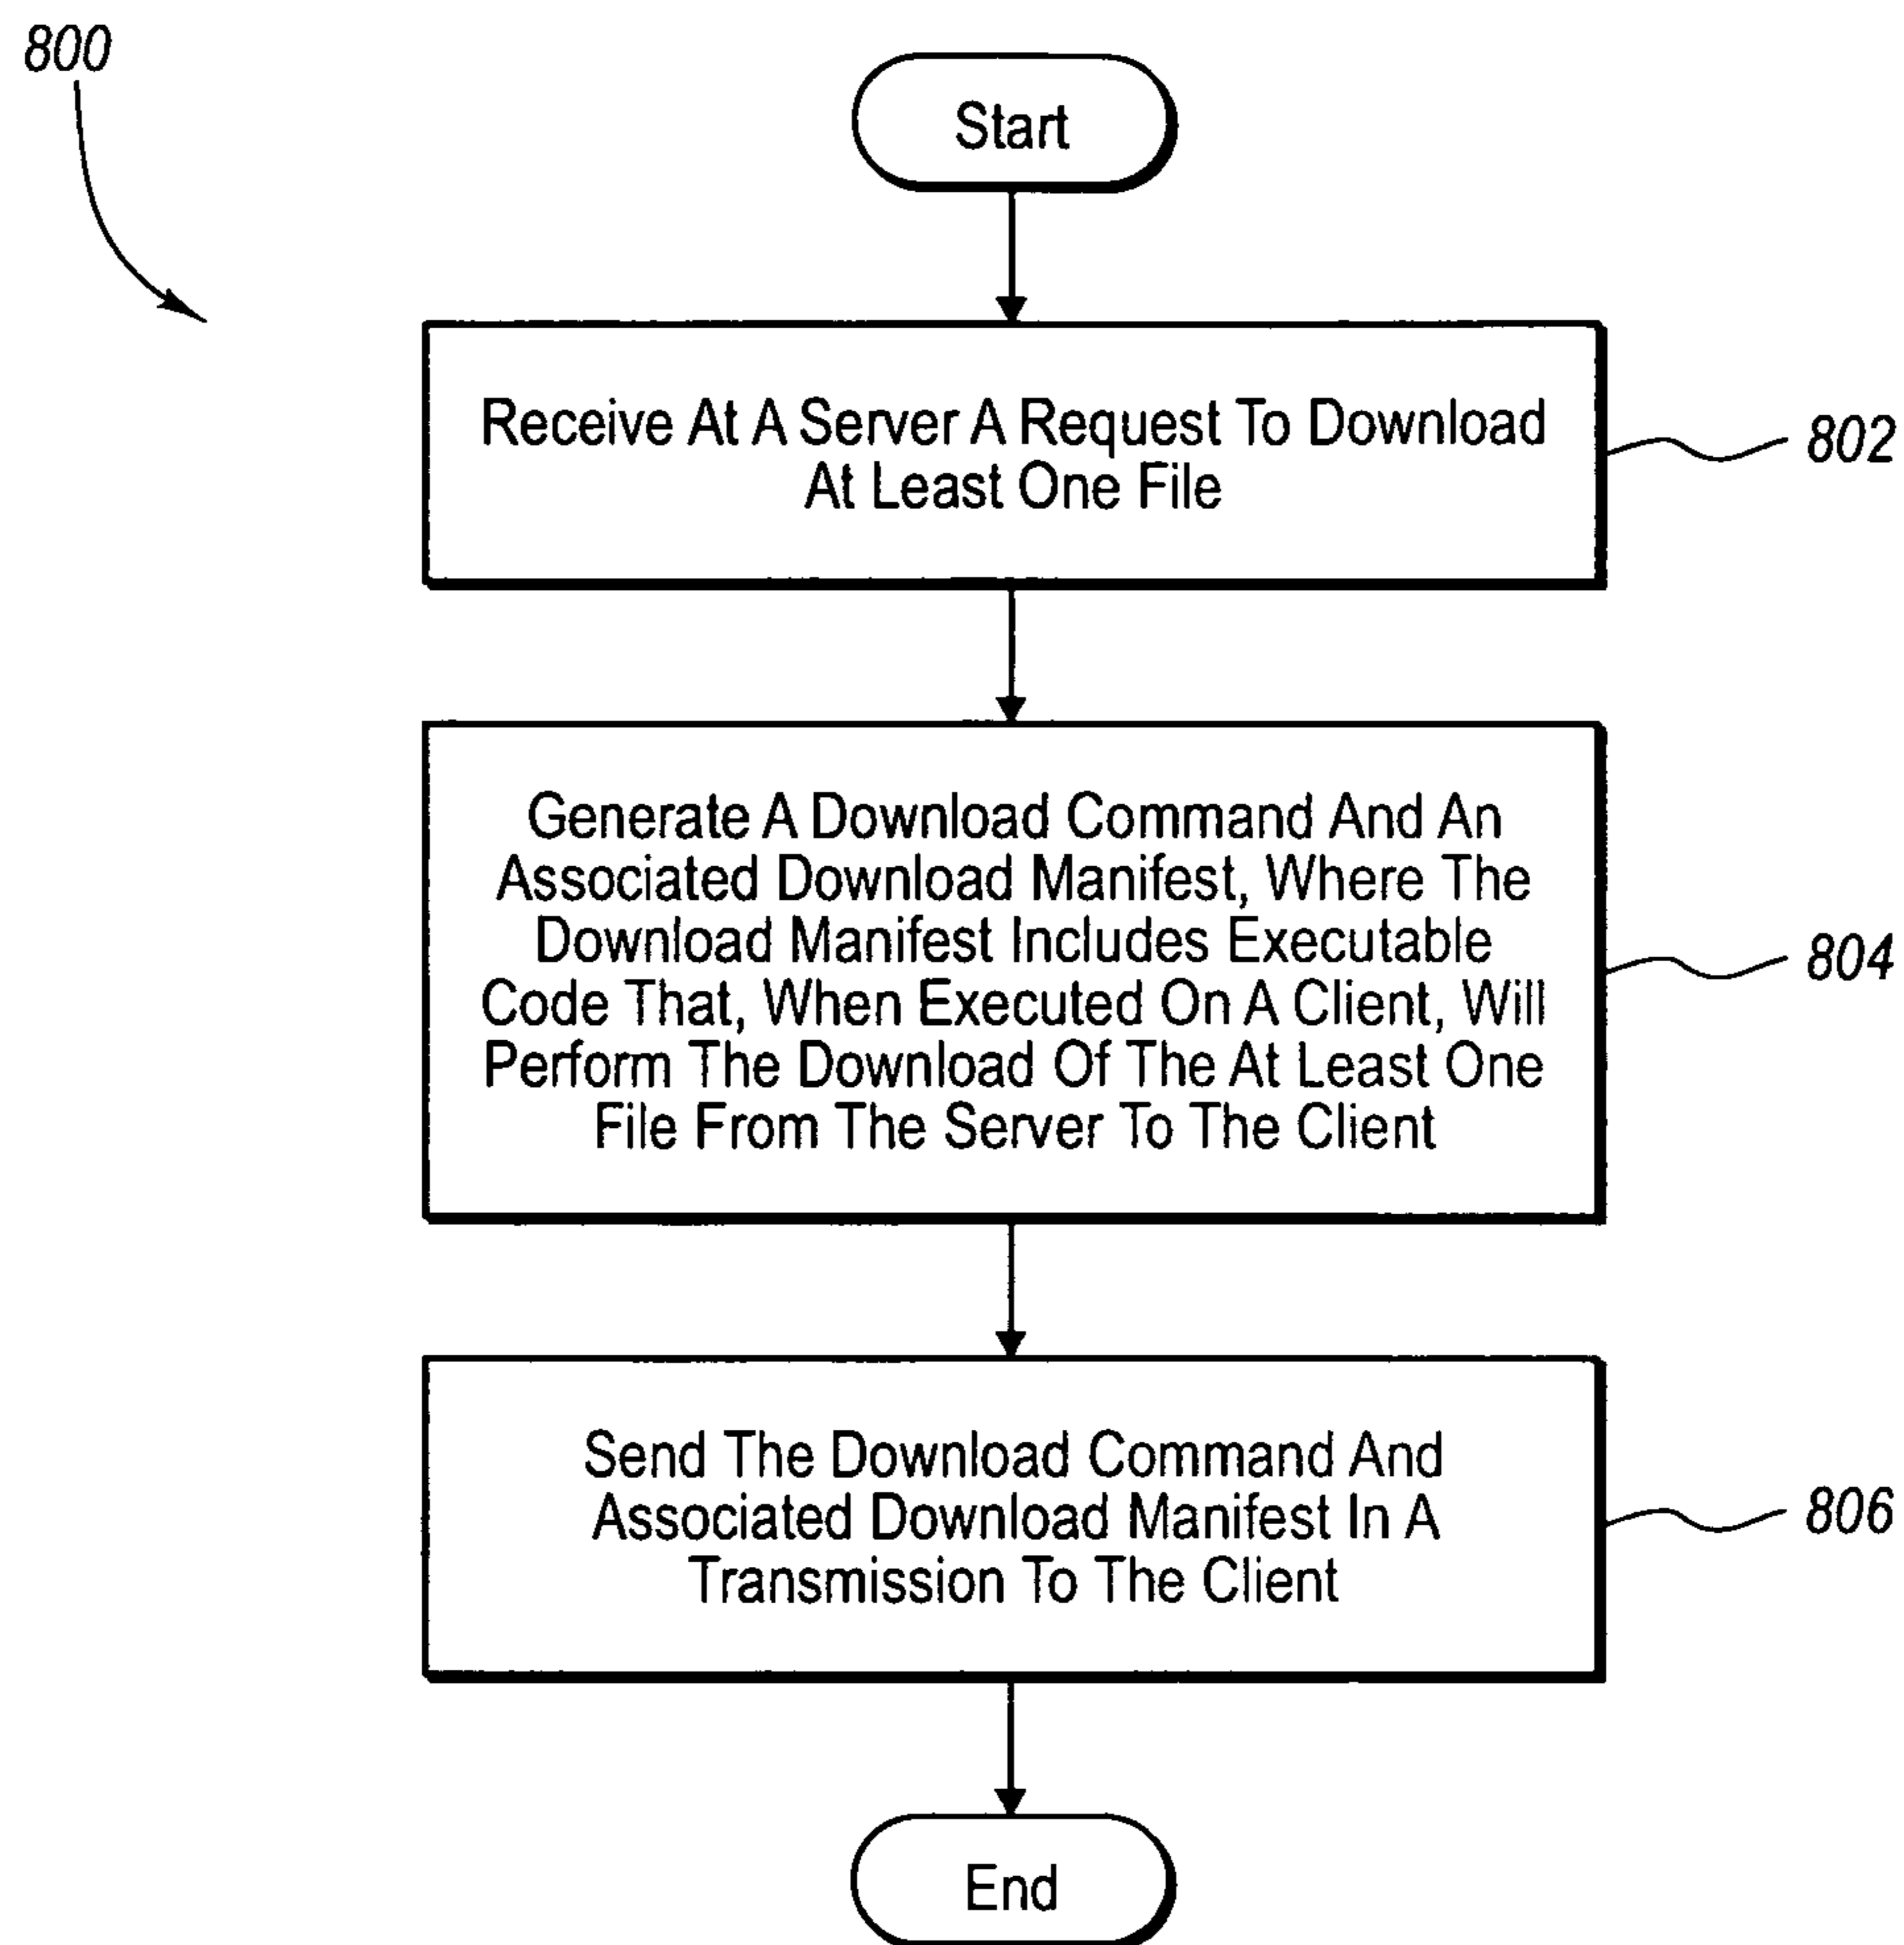 800
Start
Receive At A Server A Request To Download
At Least One File
802
Generate A Download Command And An
Associated Download Manifest, Where The
Download Manifest Includes Executable
Code That, When Executed On A Client, Will
Perform The Download Of The At Least One
File From The Server To The Client
804
Send The Download Command And
Associated Download Manifest In A
Transmission To The Client
806
End